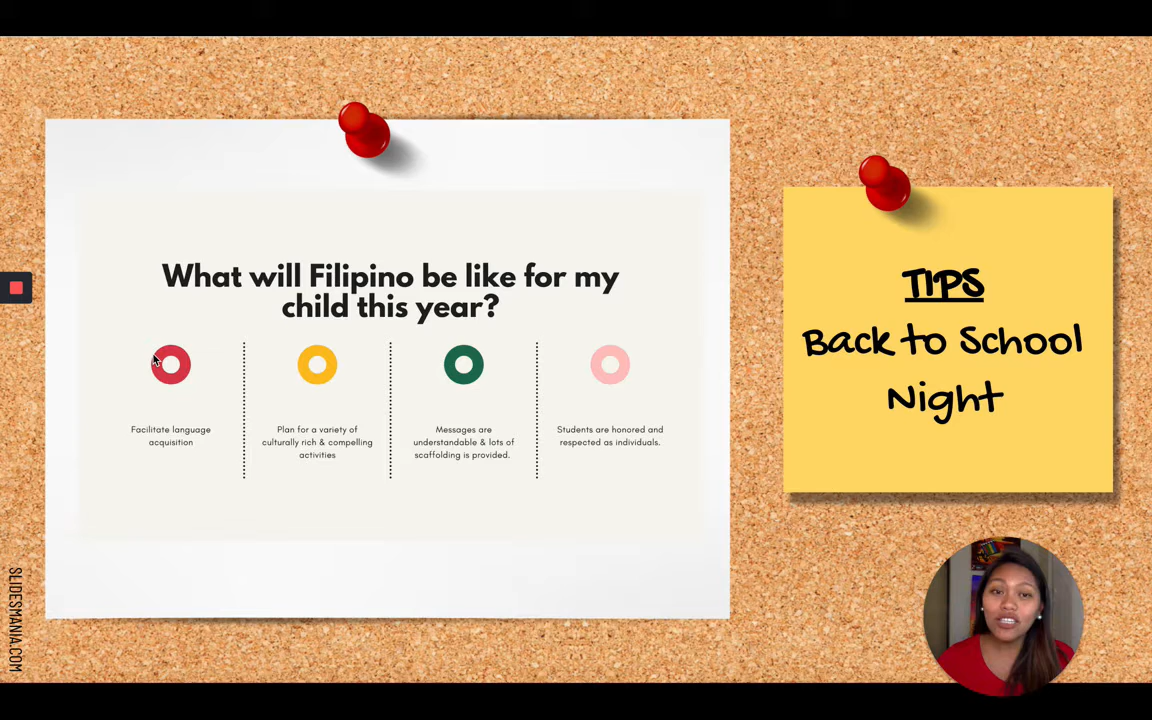 What will Filipino be like for my
child this year?
Facilitate language
acquisition
Plan for a variety of
culturally rich & compelling
activities
Messages are
understandable & lots of
scaffolding is provided.
Students are honored and
respected as individuals.
TIPS
Back to School
Night
SLIDESMANIA.COM